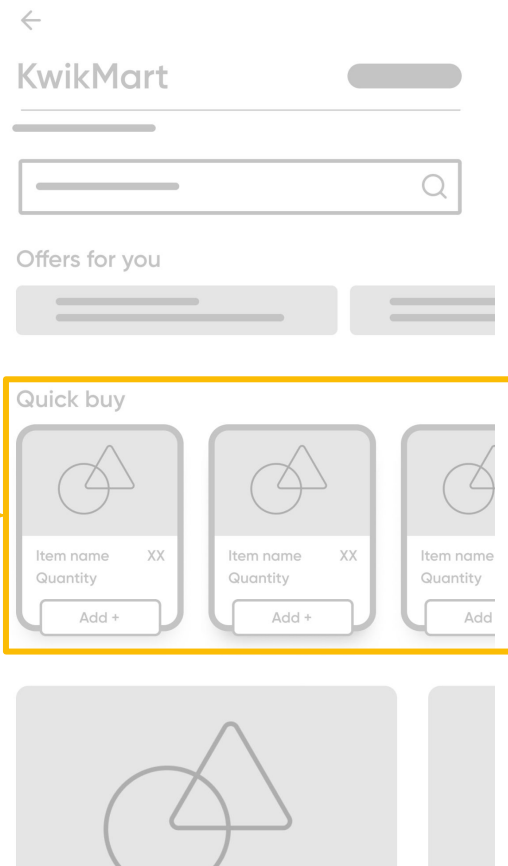 KwikMart
Offers for you
Quick buy
Item name XX
Quantity
Add +
Item name XX
Quantity
Add +
Item name
Quantity
Add